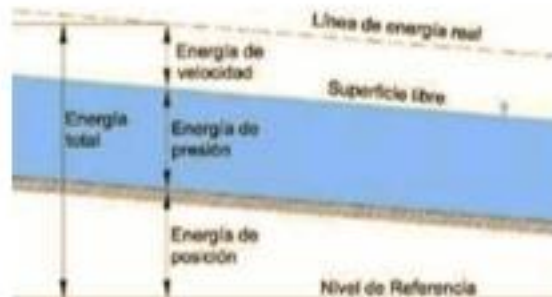 Línea de energía real
Energía de
velocidad
Superficie libre
Energía
total
Energía de
presión
Energía de
posición
Nivel de Referencia